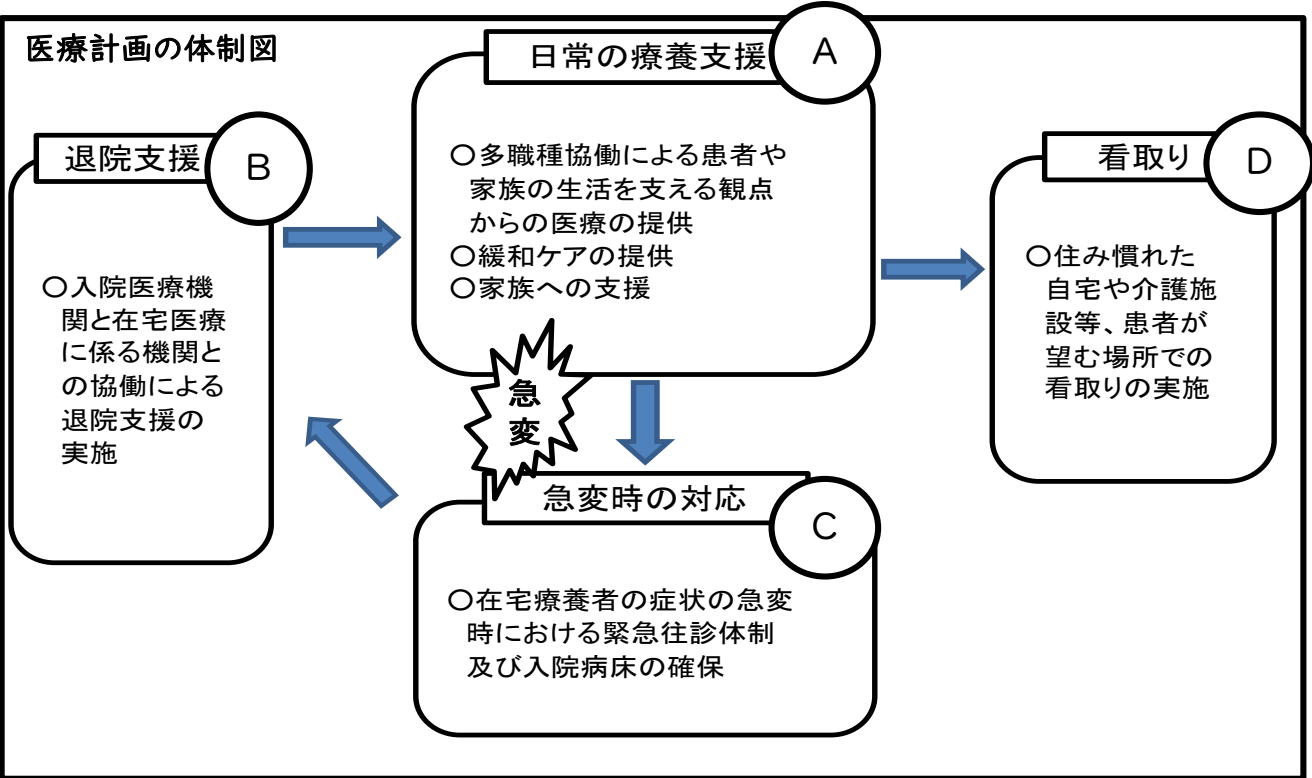 医療計画の体制図
日常の療養支援
A
〇多職種協働による患者や
家族の生活を支える観点
からの医療の提供
〇緩和ケアの提供
〇家族への支援
退院支援
B
〇入院医療機
関と在宅医療
に係る機関と
の協働による
退院支援の
実施
看取り
D
〇住み慣れた
自宅や介護施
設等、患者が
望む場所での
看取りの実施
急
変
急変時の対応
C
〇在宅療養者の症状の急変
時における緊急往診体制
及び入院病床の確保